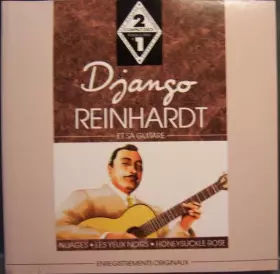 2
1
Django
REINHARDT
ET SA GUITARE
NUAGES • LES YEUX NOIRS • HONEYSUCKLE ROSE
ENREGISTREMENTS ORIGINAUX